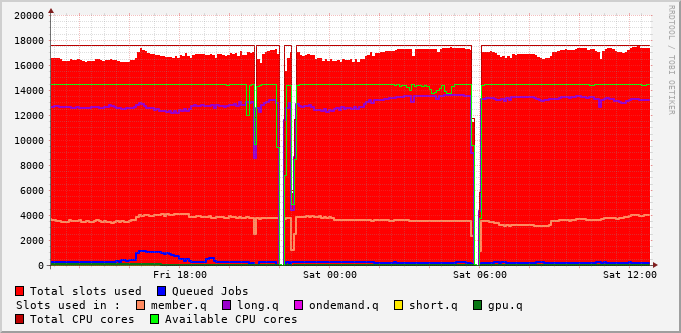 20000
18000
16000
14000
12000
10000
8000
6000
4000
2000
0
Fri 18:00 Sat 00:00 Sat 06:00 Sat 12:00
Total slots used Queued Jobs
Slots used in : member.q long.q ondemand.q short.q gpu.q
Total CPU cores Available CPU cores
RRDTOOL / TOBI OETIKER